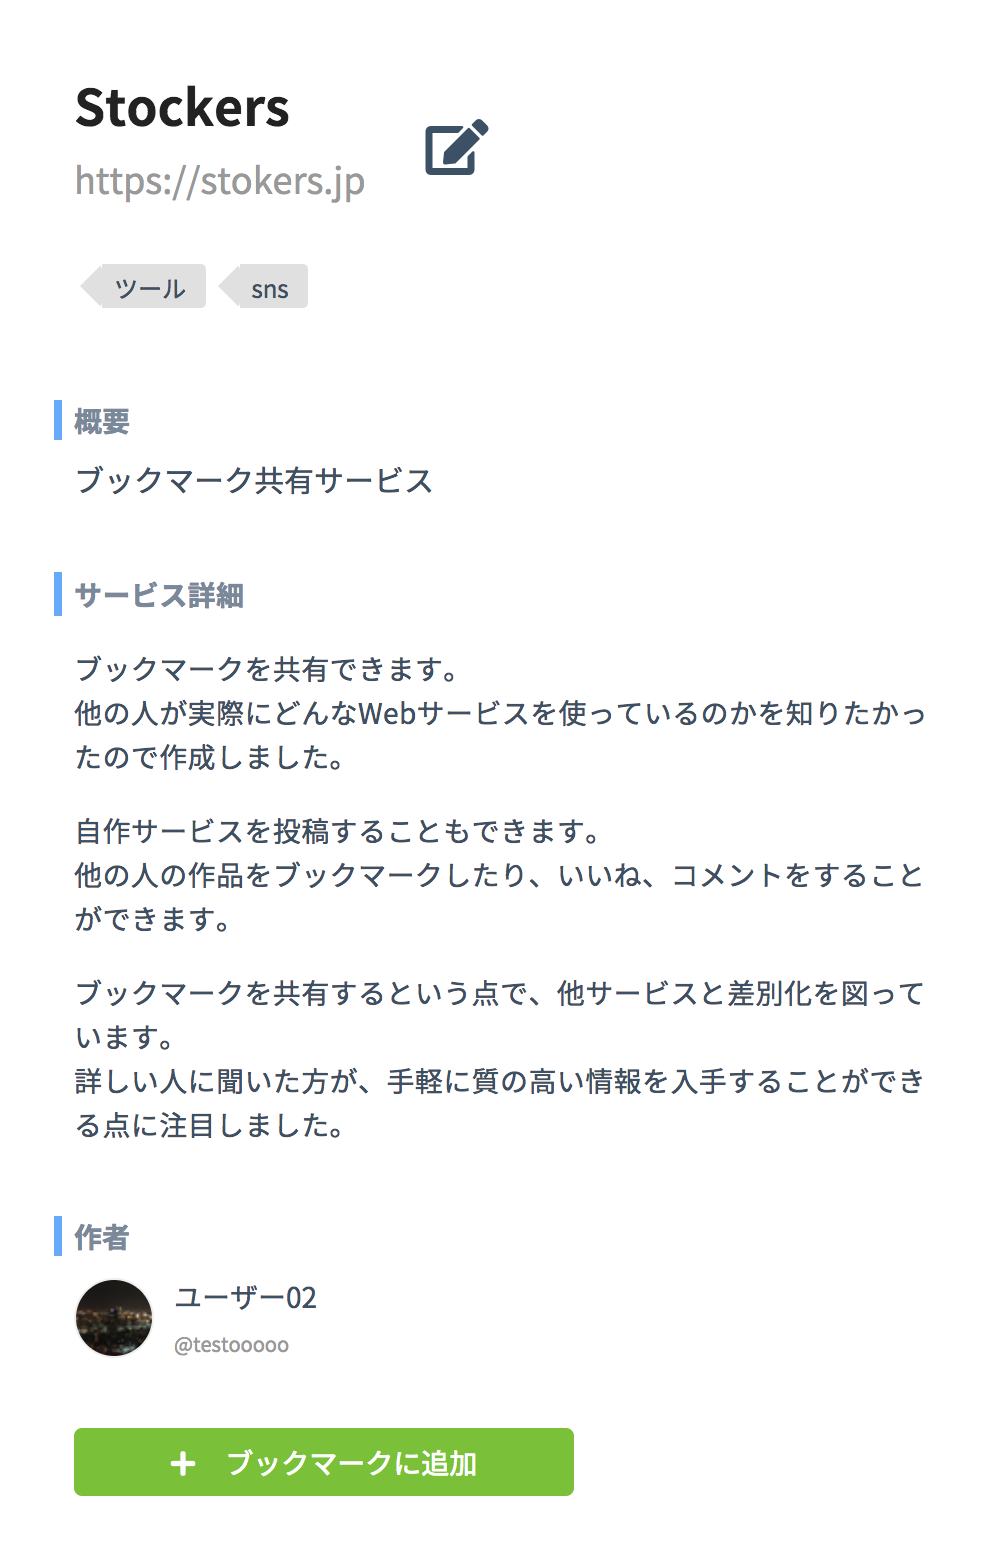 Stockers
https://stokers.jp
ツール
sns
概要
ブックマーク共有サービス
サービス詳細
ブックマークを共有できます。
他の人が実際にどんなWebサービスを使っているのかを知りたかっ
たので作成しました。
自作サービスを投稿することもできます。
他の人の作品をブックマークしたり、いいね、コメントをすること
ができます。
ブックマークを共有するという点で、他サービスと差別化を図って
います。
詳しい人に聞いた方が、手軽に質の高い情報を入手することができ
る点に注目しました。
作者
ユーザー02
@testooooo
ブックマークに追加